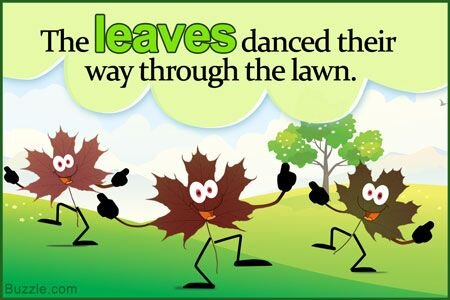 The leaves danced their
way through the lawn.
Buzzle.com